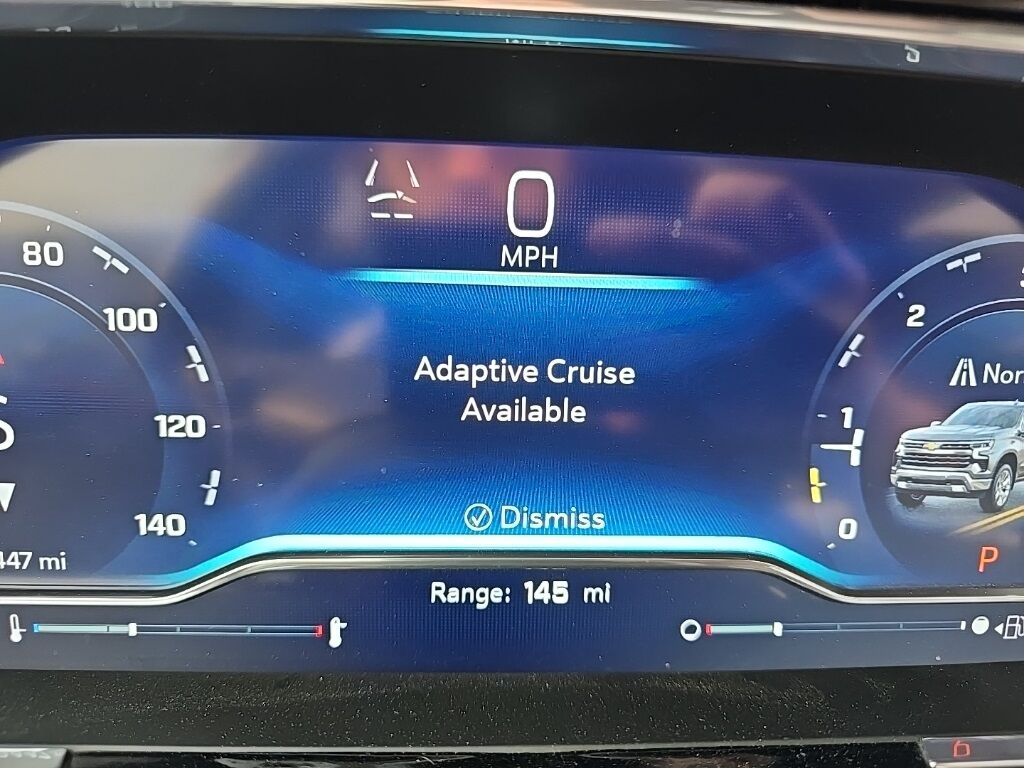 0
MPH
80
100
120
140
447 mi
Adaptive Cruise
Available
Dismiss
2
1
0
Nor
P
Range: 145 mi